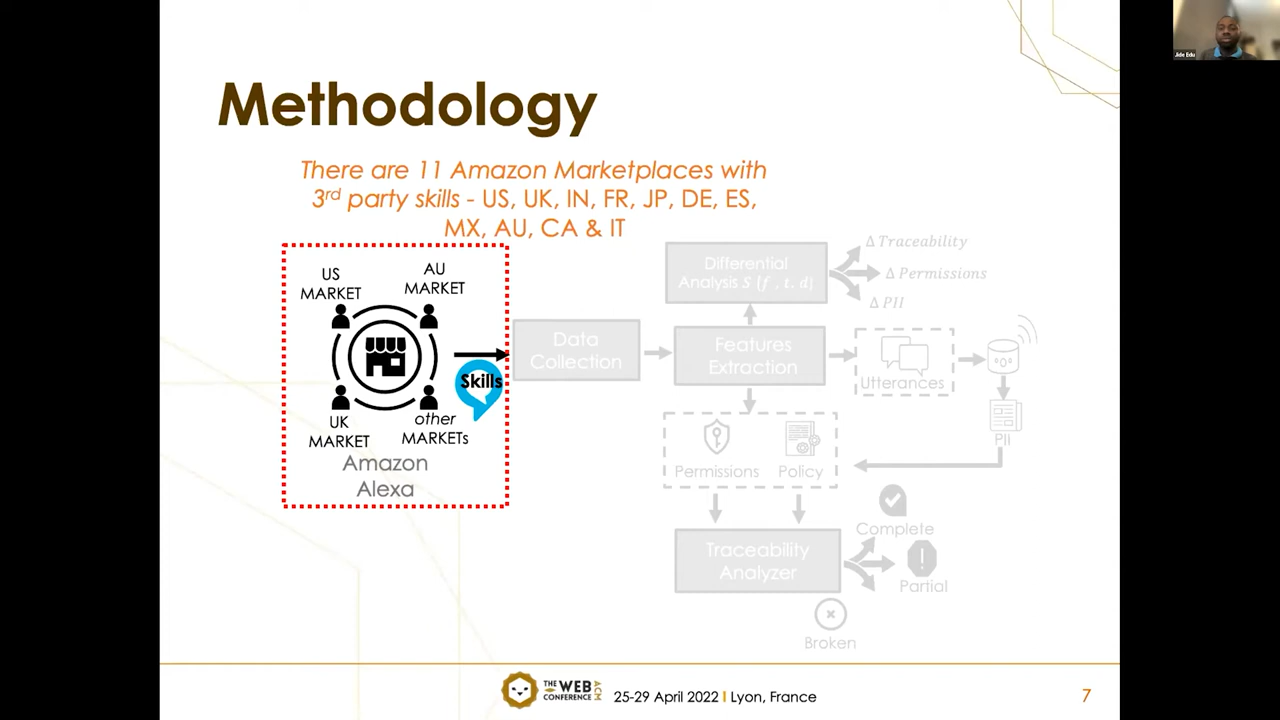 Jide Edu
Methodology
There are 11 Amazon Marketplaces with
3rd party skills - US, UK, IN, FR, JP, DE, ES,
MX, AU, CA & IT
US
MARKET
AU
MARKET
UK
MARKET
other
MARKETs
Amazon
Alexa
Skills
Data
Collection
Features
Extraction
Differential
Analysis S {f , t, d}
Δ Traceability
Δ Permissions
Δ PII
Utterances
PII
Permissions
Policy
Traceability
Analyzer
Complete
Partial
Broken
THE WEB
CONFERENCE
ACM
25-29 April 2022 I Lyon, France
7